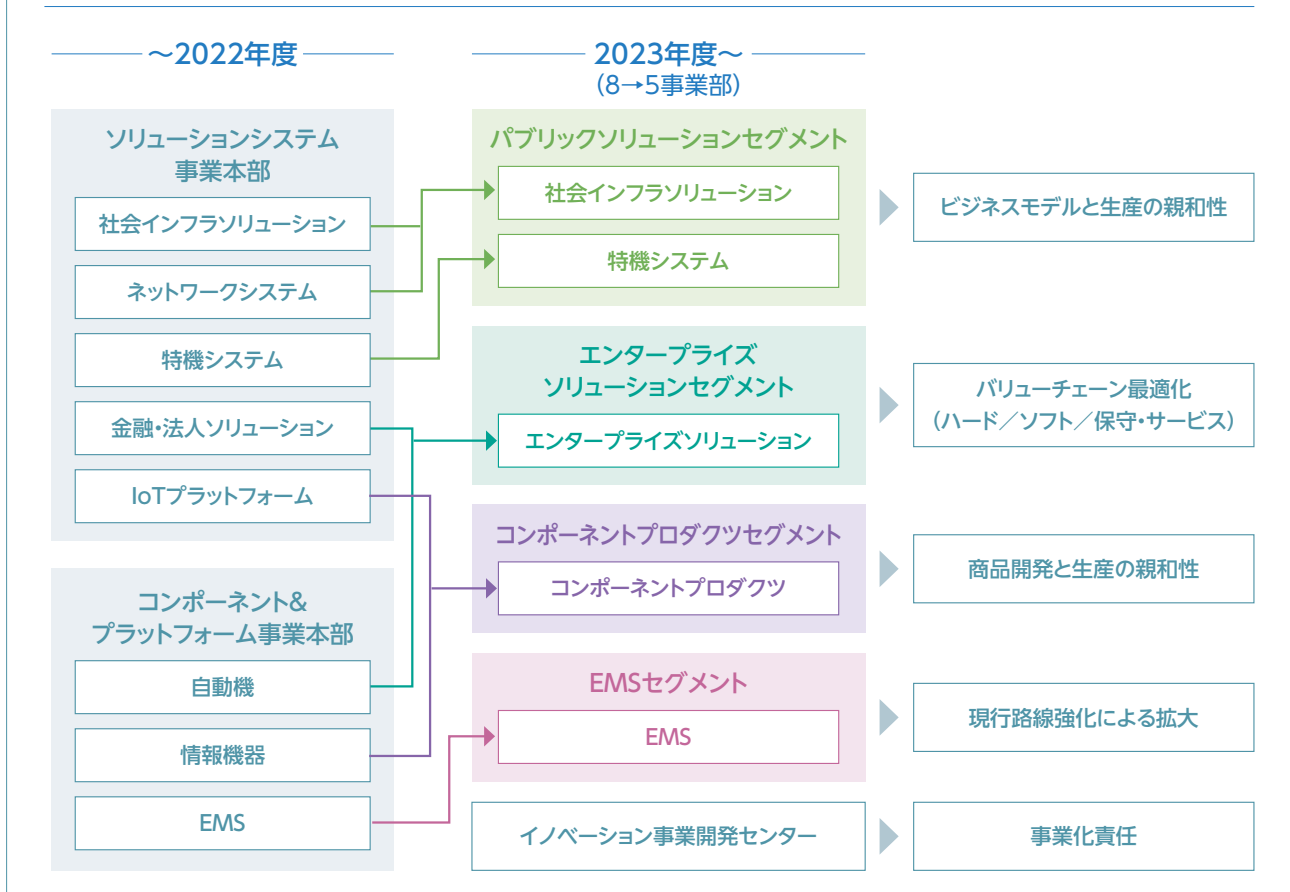 ～2022年度
ソリューションシステム
事業本部
社会インフラソリューション
ネットワークシステム
特機システム
金融・法人ソリューション
IoTプラットフォーム
コンポーネント&
プラットフォーム事業本部
自動機
情報機器
EMS
2023年度～
（8→5事業部）
パブリックソリューションセグメント
社会インフラソリューション
特機システム
エンタープライズ
ソリューションセグメント
エンタープライズソリューション
コンポーネントプロダクツセグメント
コンポーネントプロダクツ
EMSセグメント
EMS
イノベーション事業開発センター
ビジネスモデルと生産の親和性
バリューチェーン最適化
（ハード／ソフト／保守・サービス）
商品開発と生産の親和性
現行路線強化による拡大
事業化責任